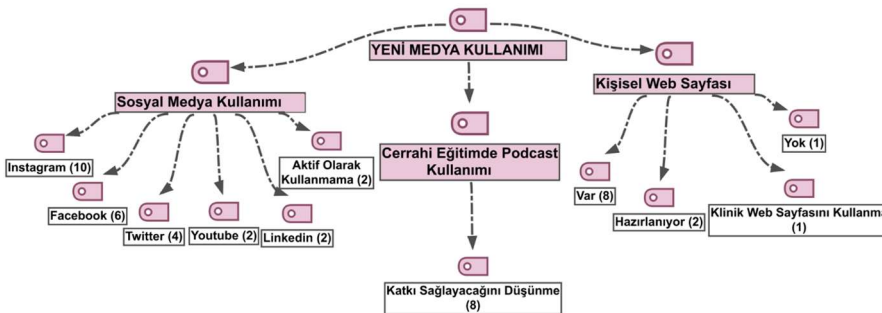 YENİ MEDYA KULLANIMI
Sosyal Medya Kullanımı
Instagram (10)
Facebook (6)
Twitter (4)
Youtube (2)
Linkedin (2)
Aktif Olarak
Kullanmama (2)
Cerrahi Eğitimde Podcast
Kullanımı
Katkı Sağlayacağını Düşünme
(8)
Kişisel Web Sayfası
Var (8)
Hazırlanıyor (2)
Klinik Web Sayfasını Kullanma
(1)
Yok (1)